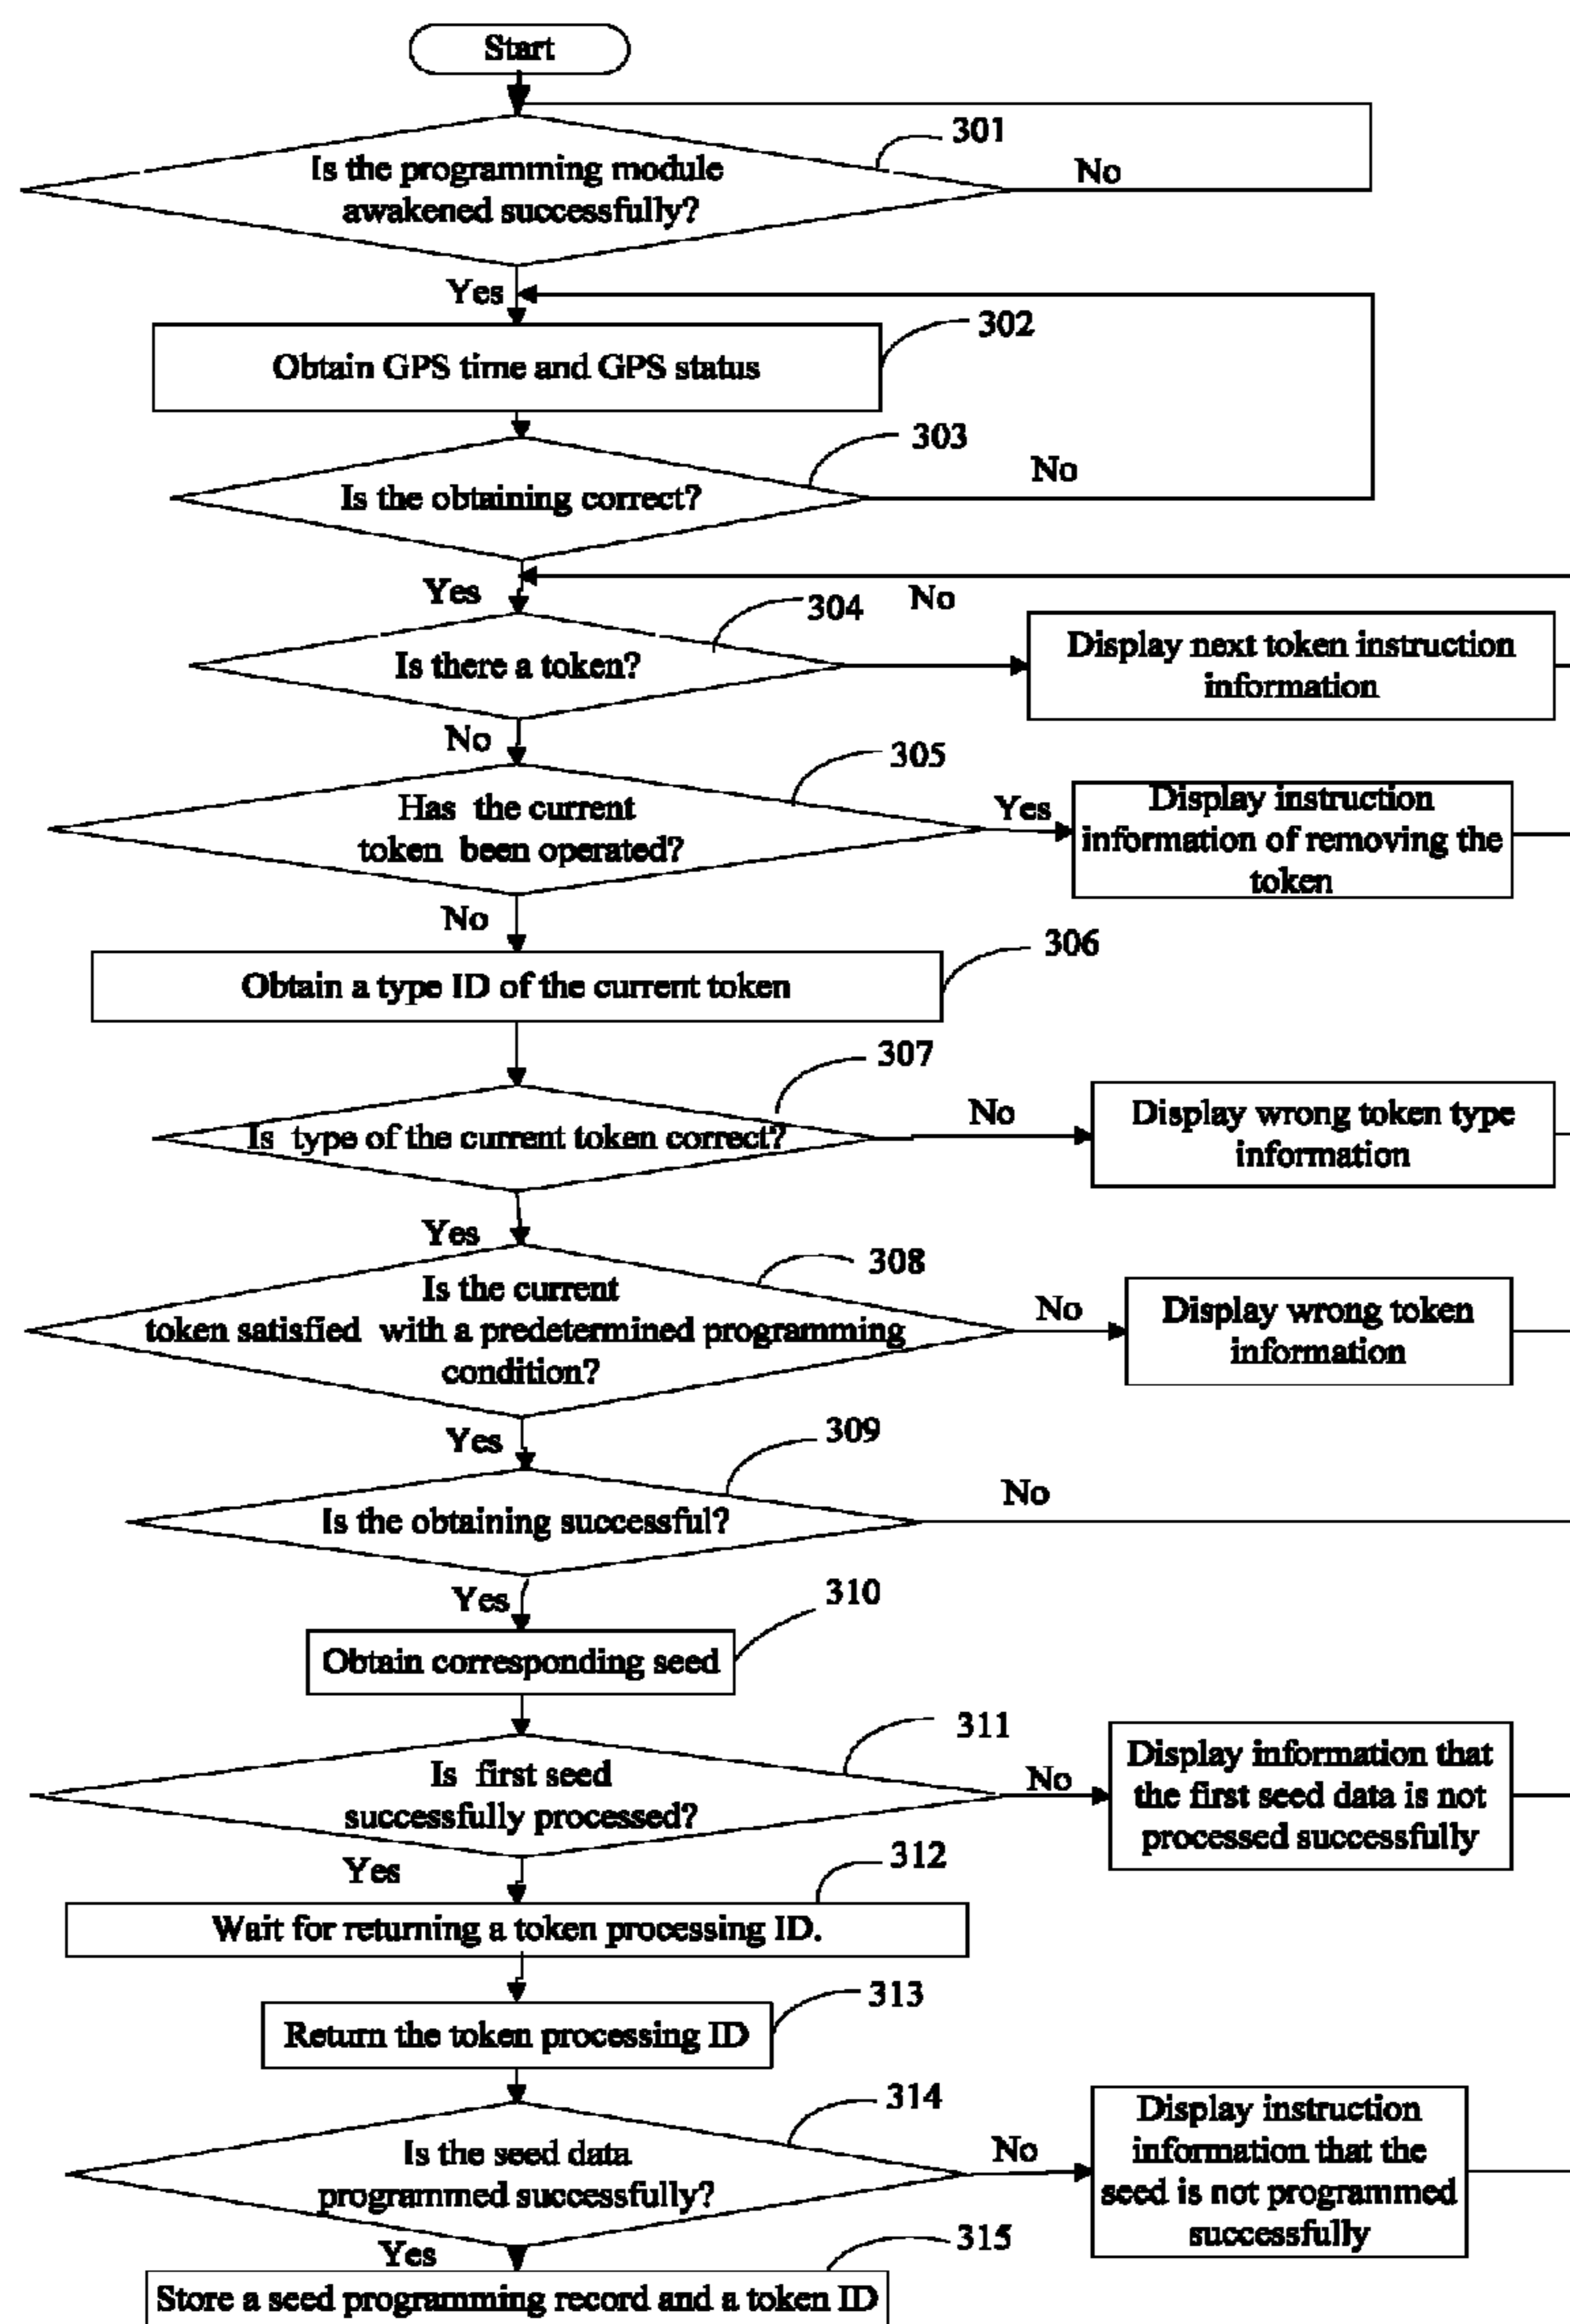 Start
301
Is the programming module
awakened successfully?
No
Yes
302
Obtain GPS time and GPS status
303
Is the obtaining correct?
No
Yes
304
No
Is there a token?
Display next token instruction
information
No
305
Has the current
token been operated?
Yes
Display instruction
information of removing the
token
No
306
Obtain a type ID of the current token
307
Is type of the current token correct?
No
Display wrong token type
information
Yes
308
Is the current
token satisfied with a predetermined programming
condition?
No
Display wrong token
information
Yes
309
Is the obtaining successful?
No
Yes
310
Obtain corresponding seed
311
Is first seed
successfully processed?
No
Display information that
the first seed data is not
processed successfully
Yes
312
Wait for returning a token processing ID.
313
Return the token processing ID
314
Is the seed data
programmed successfully?
No
Display instruction
information that the
seed is not programmed
successfully
Yes
315
Store a seed programming record and a token ID